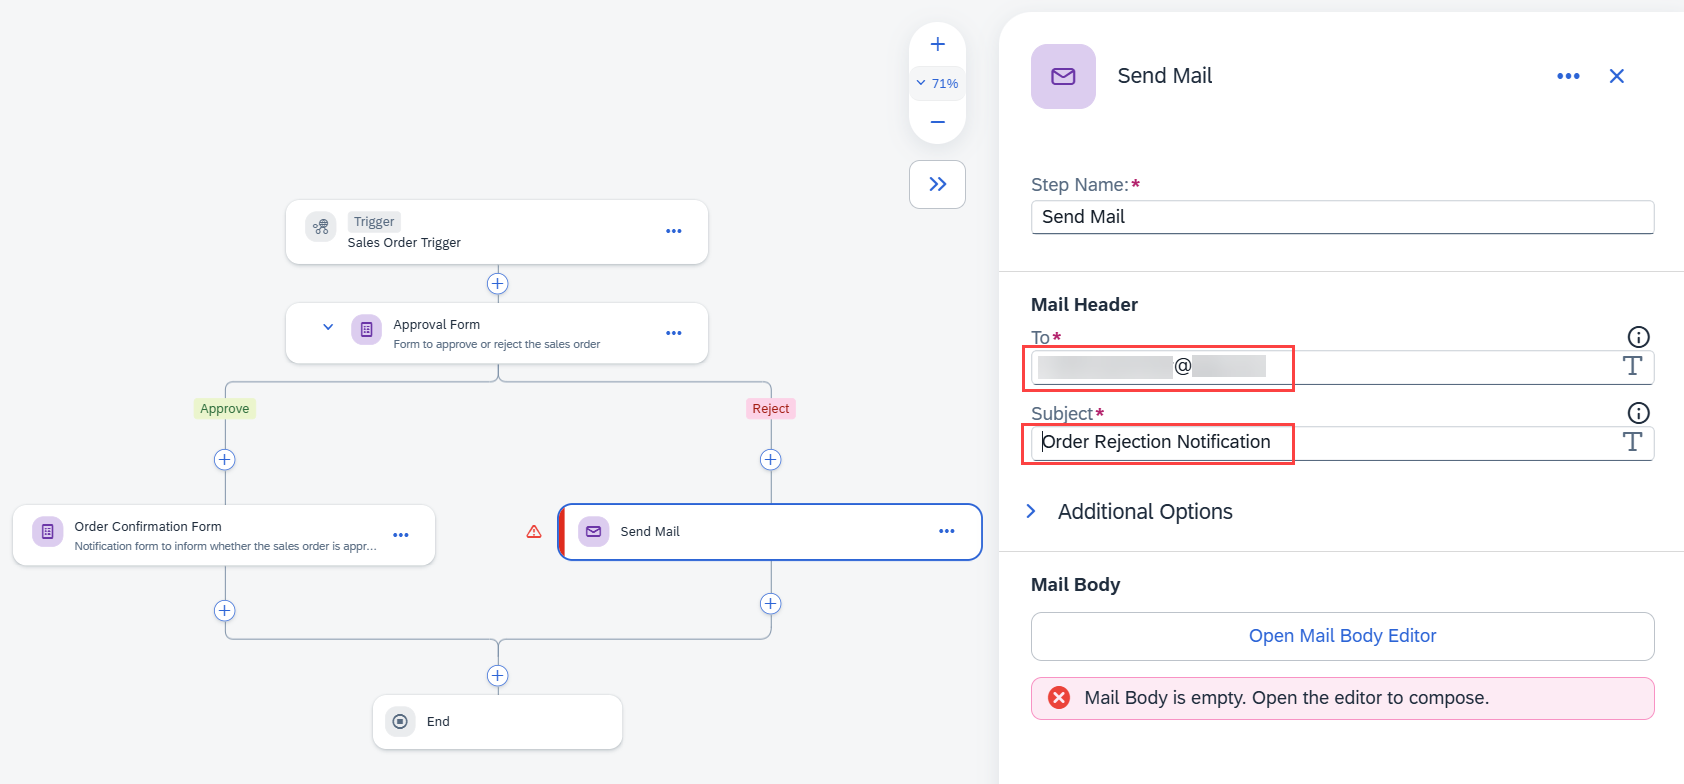 71%
Trigger
Sales Order Trigger
Approval Form
Form to approve or reject the sales order
Approve
Reject
Order Confirmation Form
Notification form to inform whether the sales order is appr...
Send Mail
End
Send Mail
Step Name:*
Send Mail
Mail Header
To*
@
Subject*
Order Rejection Notification
Additional Options
Mail Body
Open Mail Body Editor
Mail Body is empty. Open the editor to compose.